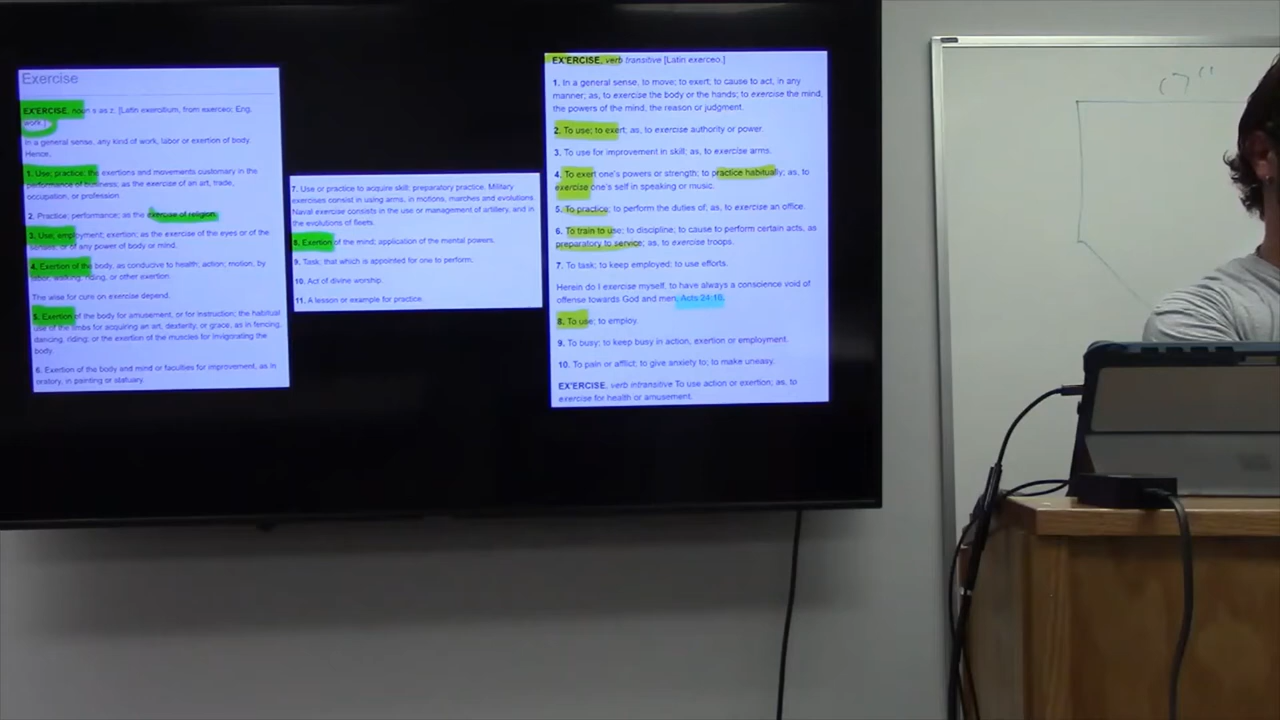 Exercise
EX'ERCISE, noun s as z. [Latin exercitium, from exerceo; Eng.
work.]
In a general sense, any kind of work, labor or exertion of body.
Hence,
1. Use; practice; the exertions and movements customary in the
performance of business; as the exercise of an art, trade,
occupation, or profession.
2. Practice; performance; as the exercise of religion.
3. Use; employment; exertion; as the exercise of the eyes or of the
senses, or of any power of body or mind.
4. Exertion of the body, as conducive to health; action; motion, by
labor, walking, riding, or other exertion.
The wise for cure on exercise depend.
5. Exertion of the body for amusement, or for instruction; the habitual
use of the limbs for acquiring an art, dexterity, or grace, as in fencing,
dancing, riding; or the exertion of the muscles for invigorating the
body.
6. Exertion of the body and mind or faculties for improvement, as in
oratory, in painting or statuary.
7. Use or practice to acquire skill; preparatory practice. Military
exercises consist in using arms, in motions, marches and evolutions.
Naval exercise consists in the use or management of artillery, and in
the evolutions of fleets.
8. Exertion of the mind; application of the mental powers.
9. Task; that which is appointed for one to perform.
10. Act of divine worship.
11. A lesson or example for practice.
EX'ERCISE, verb transitive [Latin exerceo.]
1. In a general sense, to move; to exert; to cause to act, in any
manner; as, to exercise the body or the hands; to exercise the mind,
the powers of the mind, the reason or judgment.
2. To use; to exert; as, to exercise authority or power.
3. To use for improvement in skill; as, to exercise arms.
4. To exert one's powers or strength; to practice habitually; as, to
exercise one's self in speaking or music.
5. To practice; to perform the duties of; as, to exercise an office.
6. To train to use; to discipline; to cause to perform certain acts, as
preparatory to service; as, to exercise troops.
7. To task; to keep employed; to use efforts.
Herein do I exercise myself, to have always a conscience void of
offense towards God and men. Acts 24:16.
8. To use; to employ.
9. To busy; to keep busy in action, exertion or employment.
10. To pain or afflict; to give anxiety to; to make uneasy.
EX'ERCISE, verb intransitive To use action or exertion; as, to
exercise for health or amusement.